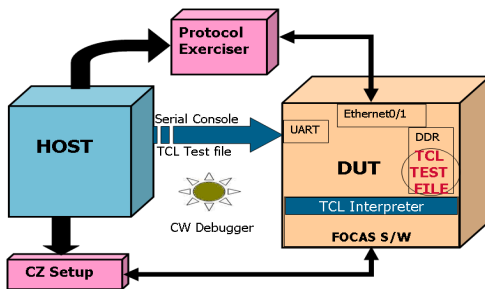 Protocol
Exerciser
HOST
Serial Console
TCL Test file
CW Debugger
CZ Setup
Ethernet0/1
UART
DDR
DUT
TCL
TEST
FILE
TCL Interpreter
FOCAS S/W